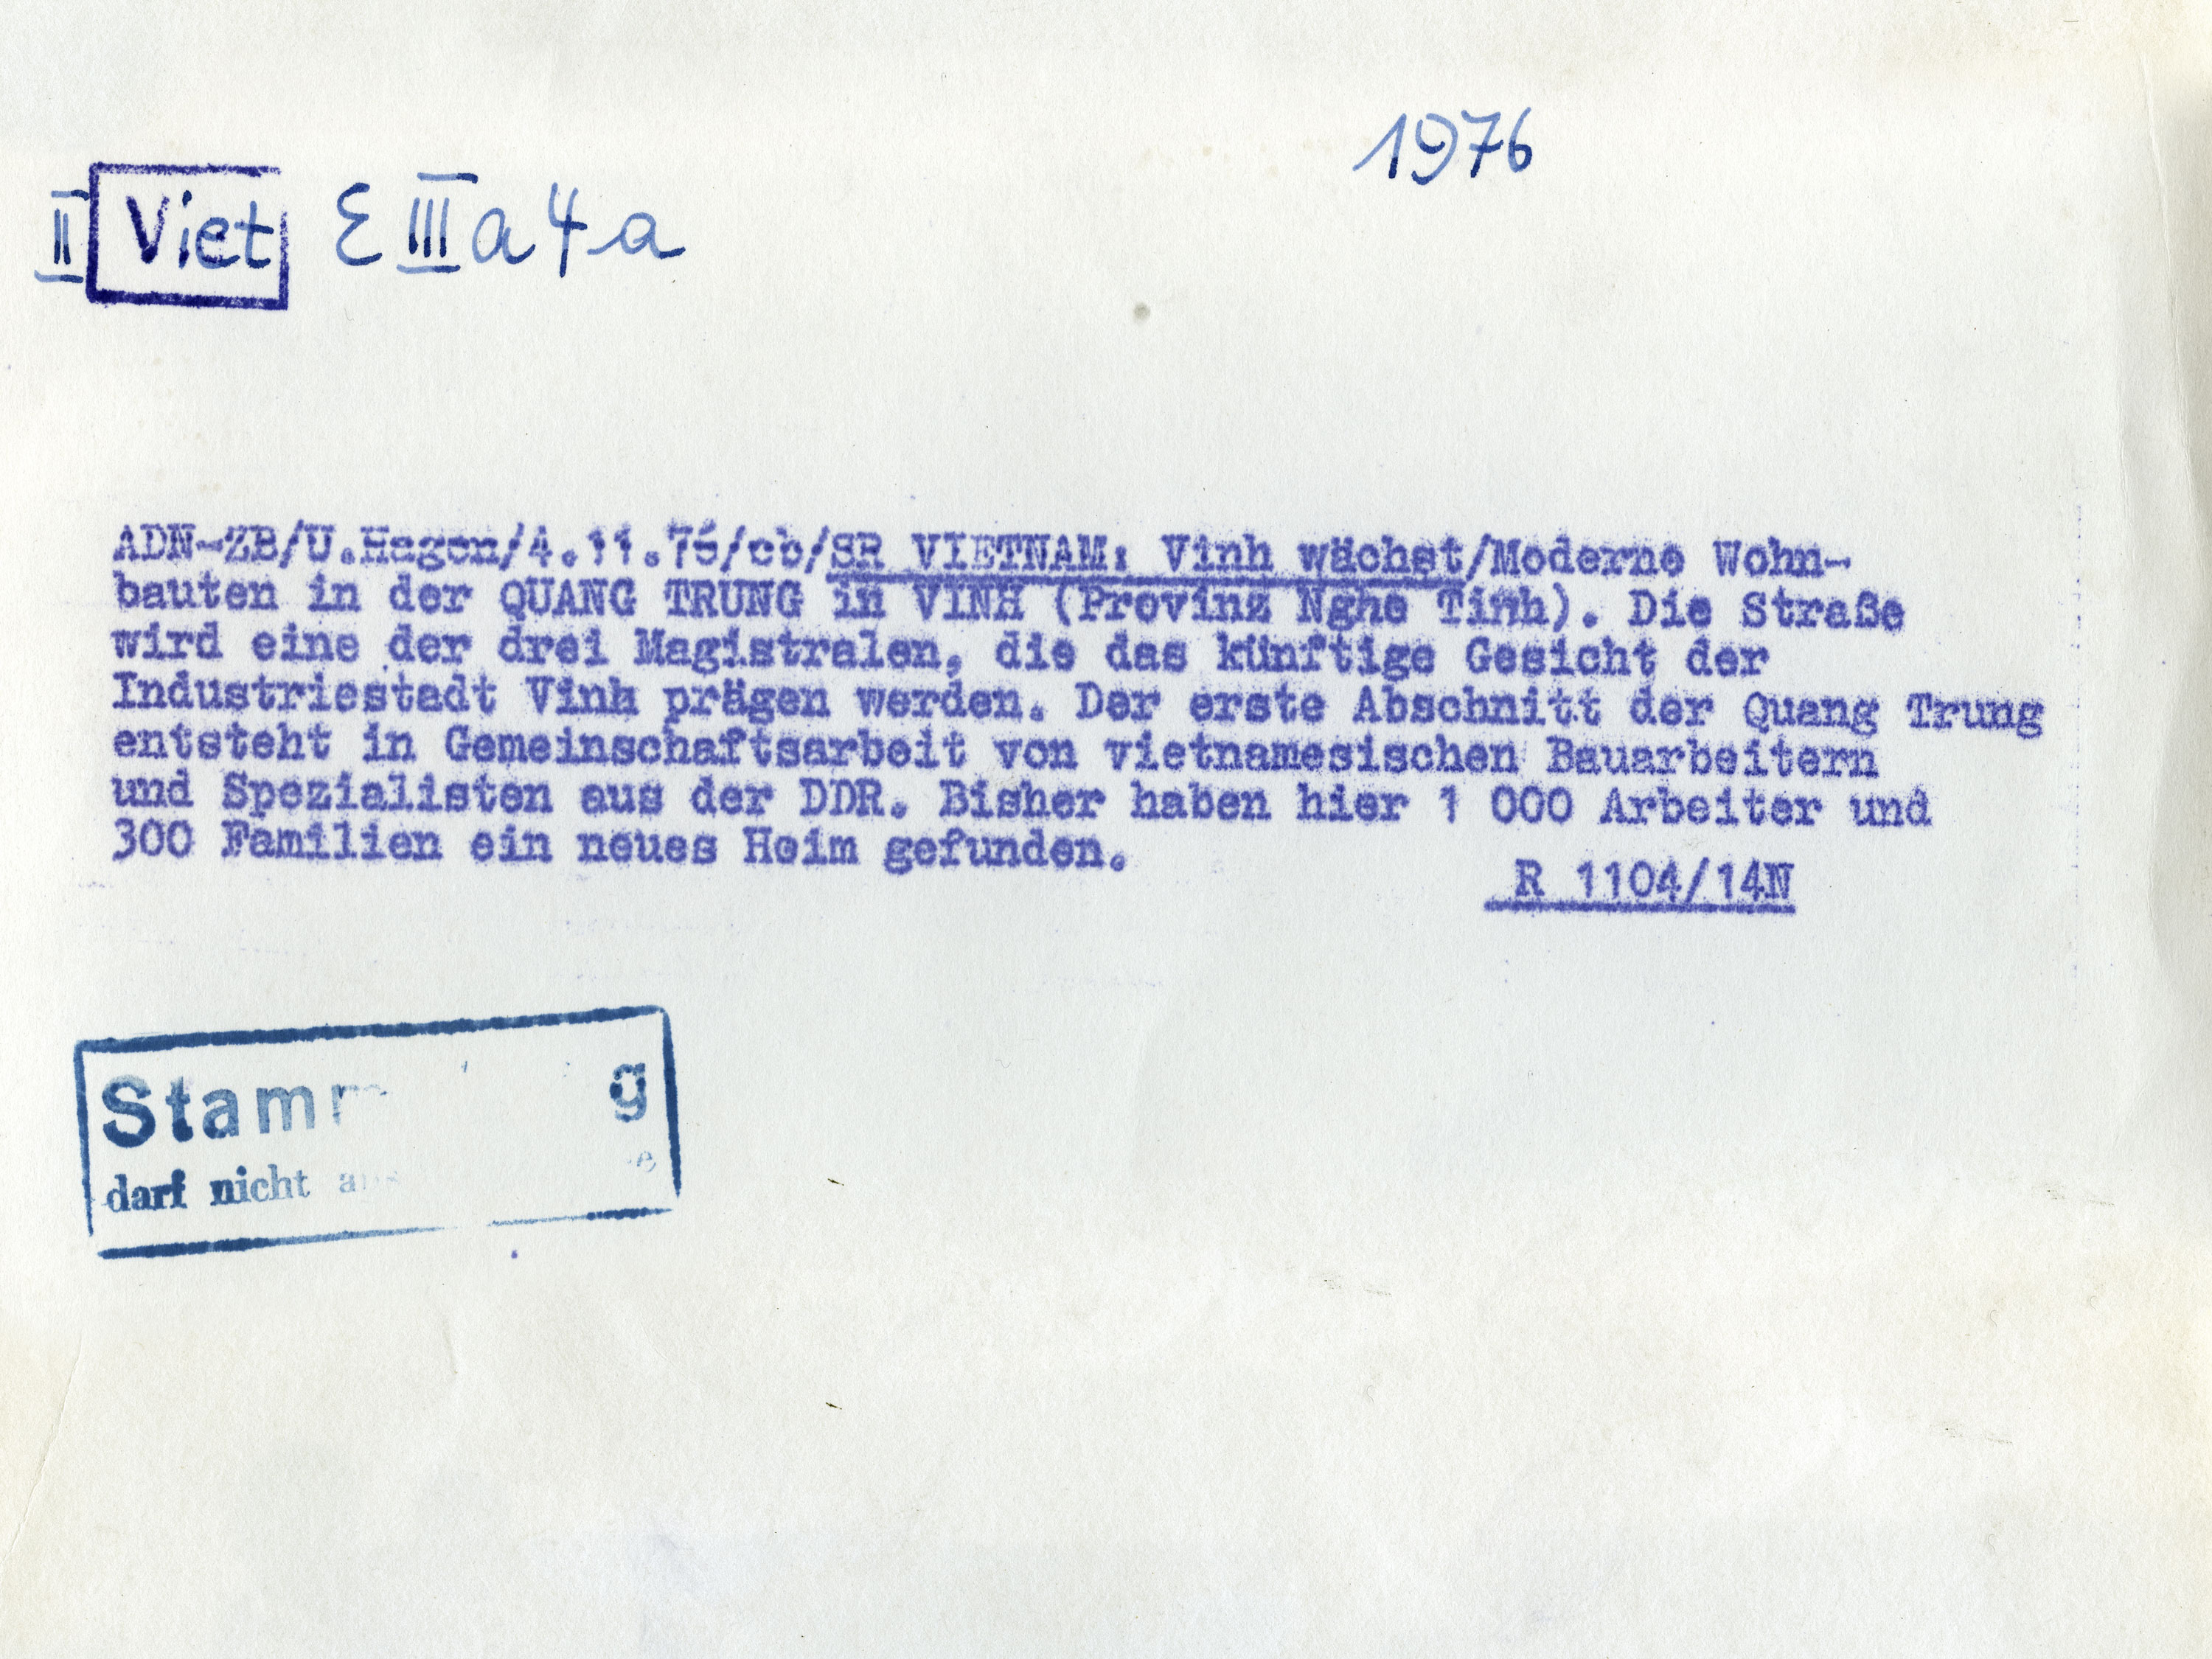 1976
II Viet E III a 4 a
ADN-ZB/U.Hagen/4.11.76/cb/SR VIETNAM: Vinh wächst/Moderne Wohn-
bauten in der QUANG TRUNG in VINH (Provinz Nghe Tinh). Die Straße
wird eine der drei Magistralen, die das künftige Gesicht der
Industriestadt Vinh prägen werden. Der erste Abschnitt der Quang Trung
entsteht in Gemeinschaftsarbeit von vietnamesischen Bauarbeitern
und Spezialisten aus der DDR. Bisher haben hier 1 000 Arbeiter und
300 Familien ein neues Heim gefunden.
R 1104/14N
darf nicht